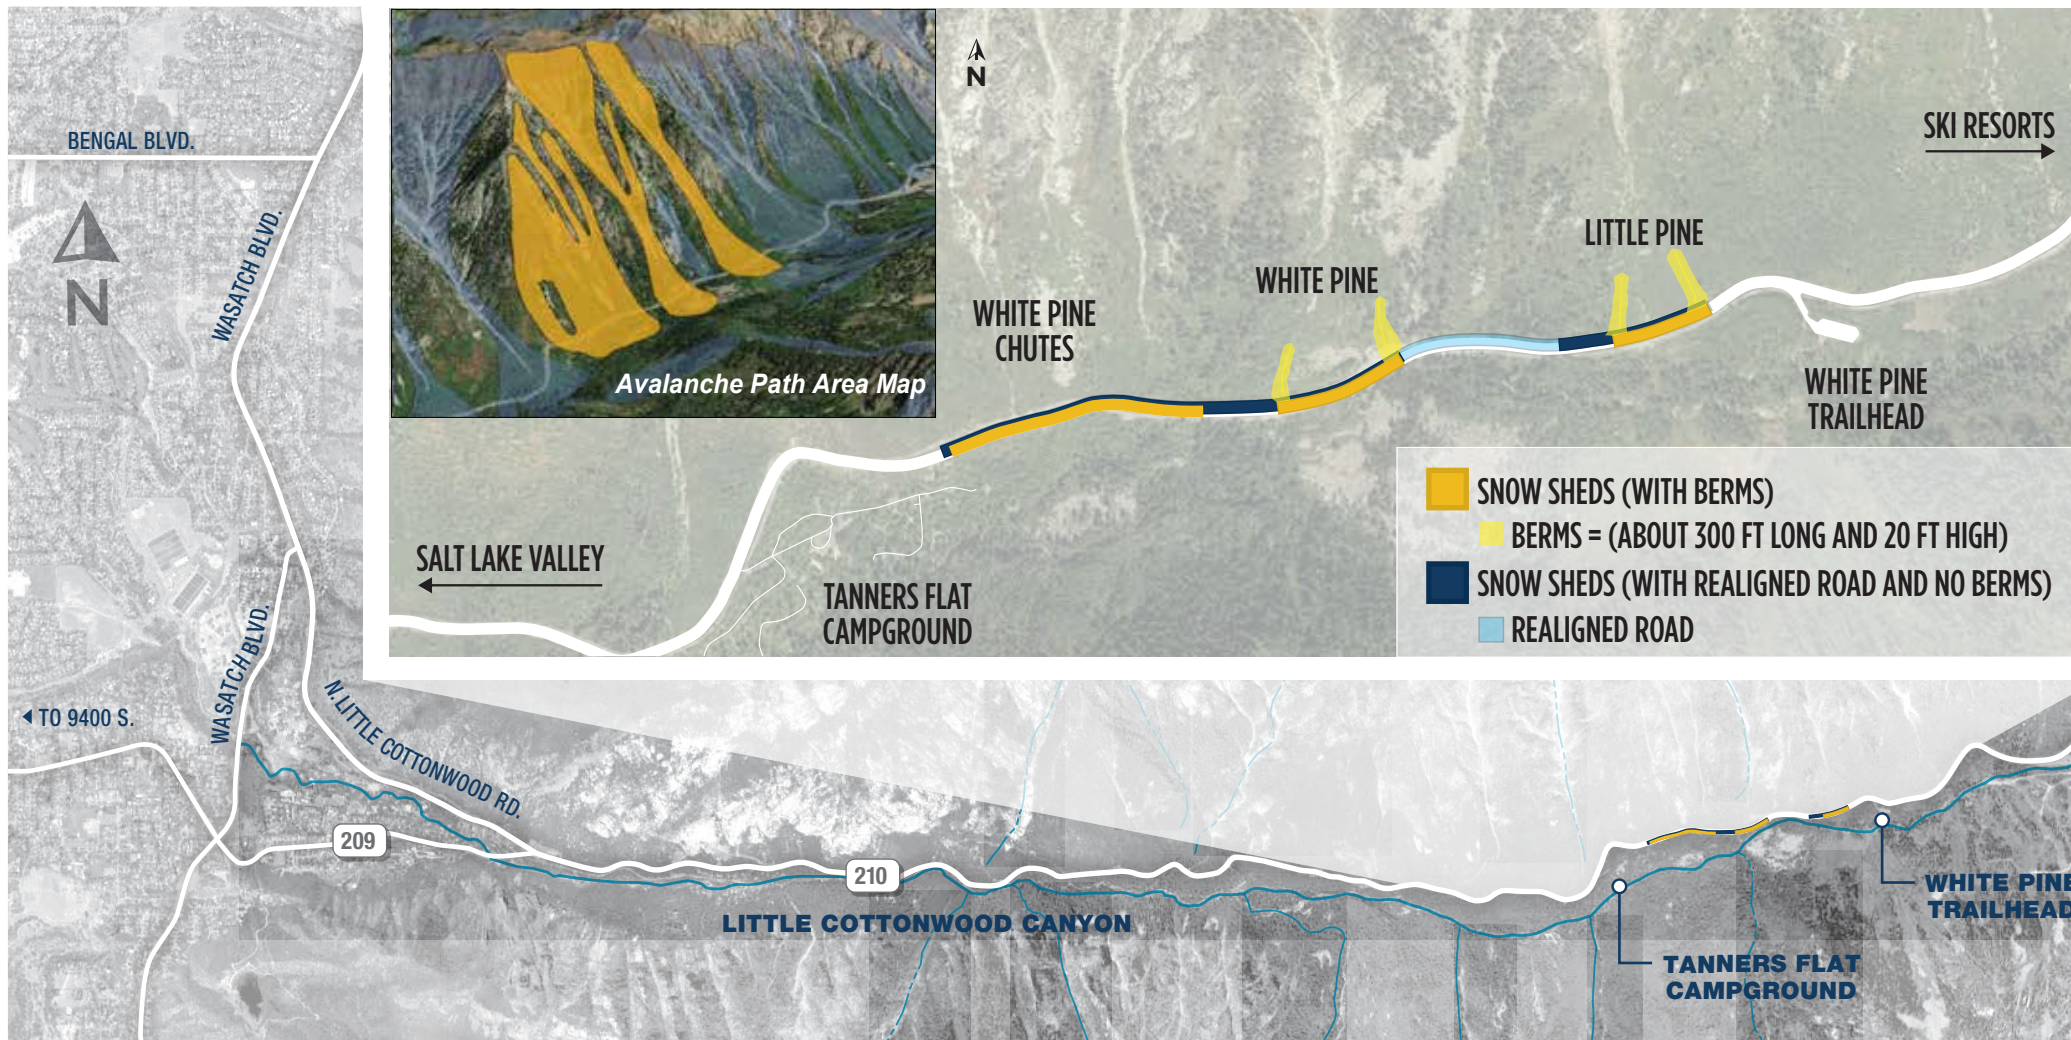 BENGAL BLVD.
WASATCH BLVD.
N
WASATCH BLVD.
TO 9400 S.
N. LITTLE COTTONWOOD RD.
209
210
LITTLE COTTONWOOD CANYON
TANNERS FLAT
CAMPGROUND
WHITE PINE
TRAILHEAD
Avalanche Path Area Map
N
SKI RESORTS
LITTLE PINE
WHITE PINE
WHITE PINE
CHUTES
WHITE PINE
TRAILHEAD
SALT LAKE VALLEY
TANNERS FLAT
CAMPGROUND
SNOW SHEDS (WITH BERMS)
BERMS = (ABOUT 300 FT LONG AND 20 FT HIGH)
SNOW SHEDS (WITH REALIGNED ROAD AND NO BERMS)
REALIGNED ROAD